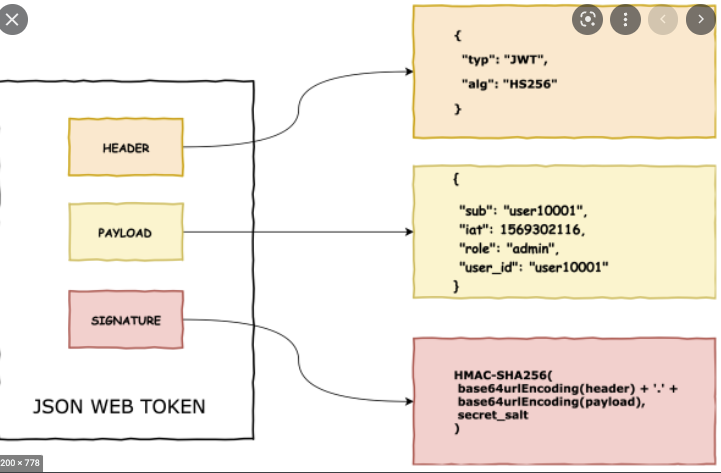 {
"typ": "JWT",
"alg": "HS256"
}
HEADER
{
"sub": "user10001",
"iat": 1569302116,
"role": "admin",
"user_id": "user10001"
}
PAYLOAD
SIGNATURE
HMAC-SHA256(
base64urlEncoding(header) + '.' +
base64urlEncoding(payload),
secret_salt
)
JSON WEB TOKEN
200 × 778